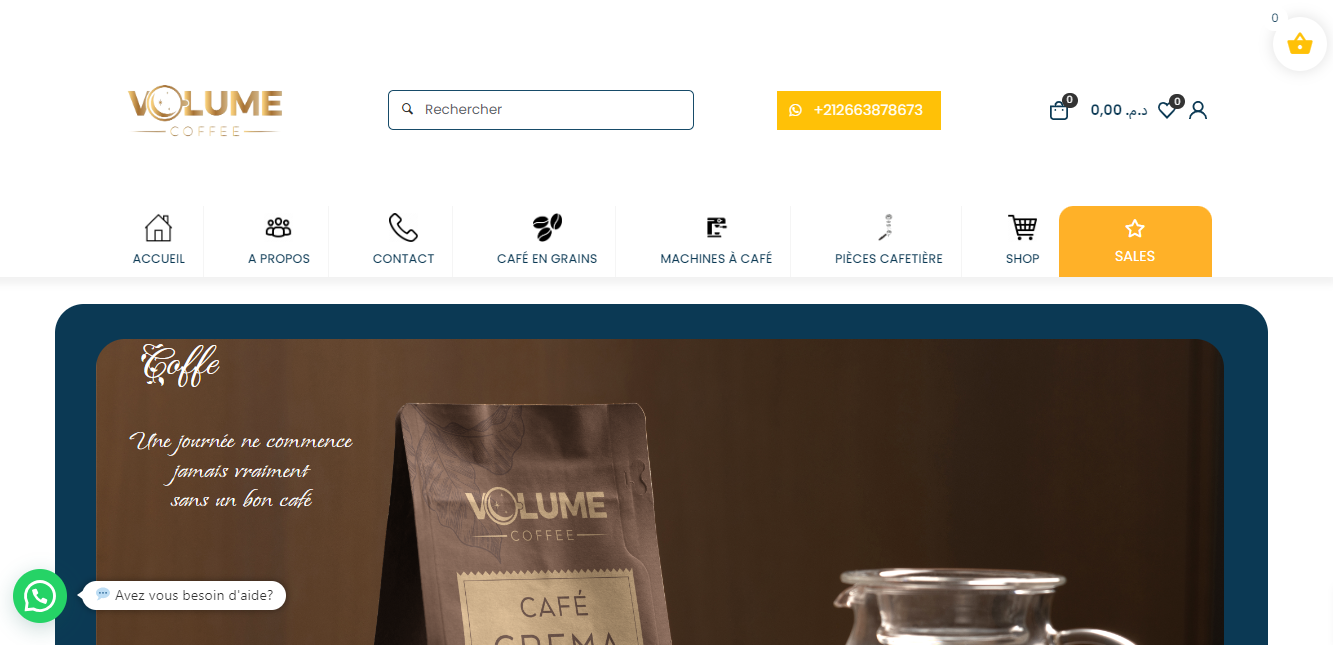 0
VOLUME
COFFEE
Rechercher
+212663878673
0
0,00 د.م.
0
ACCUEIL
A PROPOS
CONTACT
CAFÉ EN GRAINS
MACHINES À CAFÉ
PIÈCES CAFETIÈRE
SHOP
SALES
Coffe
Une journée ne commence
jamais vraiment
sans un bon café
VOLUME
COFFEE
CAFÉ
CREMA
Avez vous besoin d'aide?